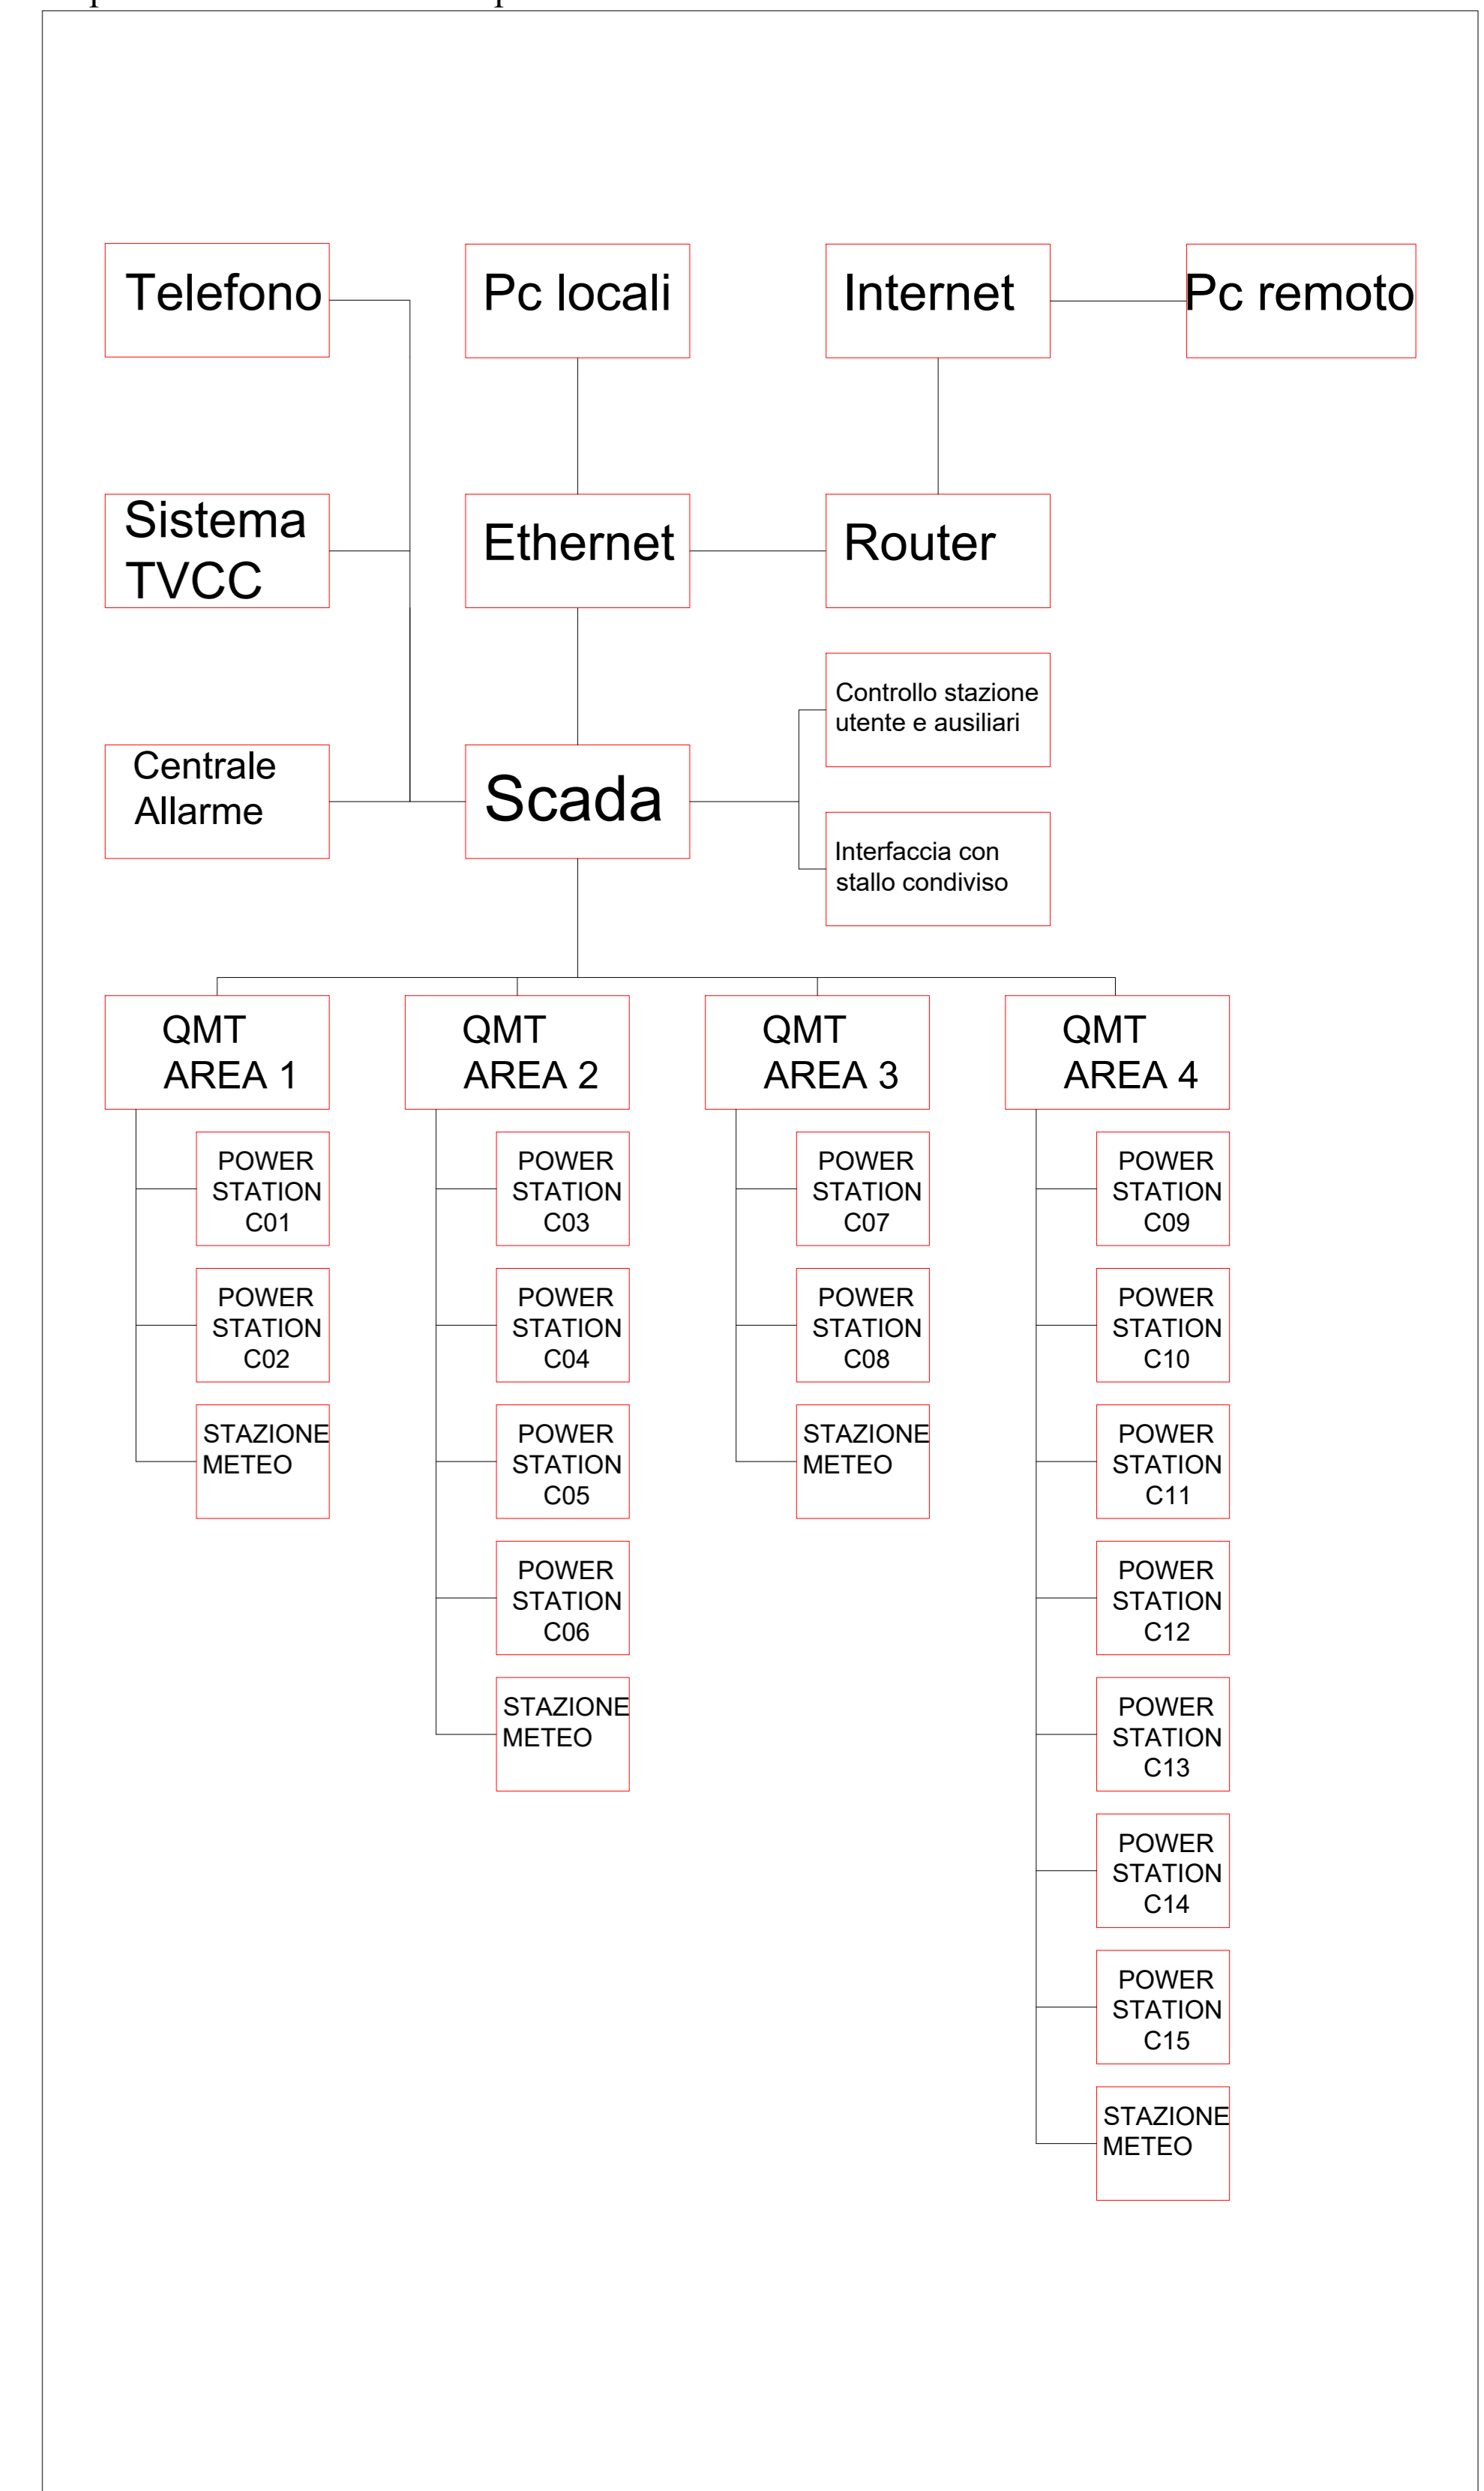 Telefono
Pc locali
Internet
Pc remoto
Sistema
TVCC
Ethernet
Router
Controllo stazione
utente e ausiliari
Centrale
Allarme
Scada
Interfaccia con
stallo condiviso
QMT
AREA 1
QMT
AREA 2
QMT
AREA 3
QMT
AREA 4
POWER
STATION
C01
POWER
STATION
C02
STAZIONE
METEO
POWER
STATION
C03
POWER
STATION
C04
POWER
STATION
C05
POWER
STATION
C06
STAZIONE
METEO
POWER
STATION
C07
POWER
STATION
C08
STAZIONE
METEO
POWER
STATION
C09
POWER
STATION
C10
POWER
STATION
C11
POWER
STATION
C12
POWER
STATION
C13
POWER
STATION
C14
POWER
STATION
C15
STAZIONE
METEO